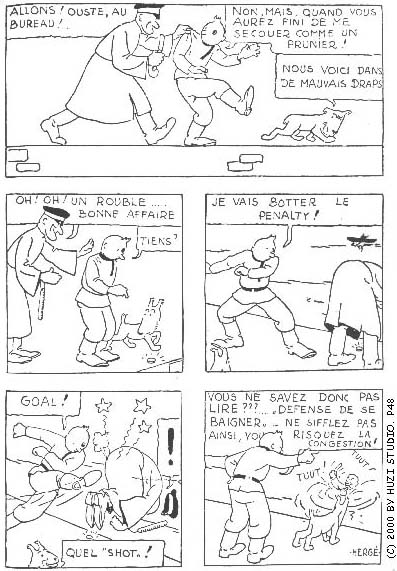 ALLONS! OUSTE, AU
BUREAU!..
NON, MAIS, QUAND VOUS
AUREZ FINI DE ME
SECOUER COMME UN
PRUNIER!
NOUS VOICI DANS
DE MAUVAIS DRAPS
OH! OH! UN ROUBLE.....
BONNE AFFAIRE
TIENS?
JE VAIS BOTTER LE
PENALTY!
GOAL!
!!
QUEL "SHOT"!
VOUS NE SAVEZ DONC PAS
LIRE???....„DEFENSE DE SE
BAIGNER"... NE SIFFLEZ PAS
AINSI, VOUS RISQUEZ LA
CONGESTION!
TUUT
TUUT
?
-HERGÉ-
(C) 2000 BY HUZI STUDIO. P48